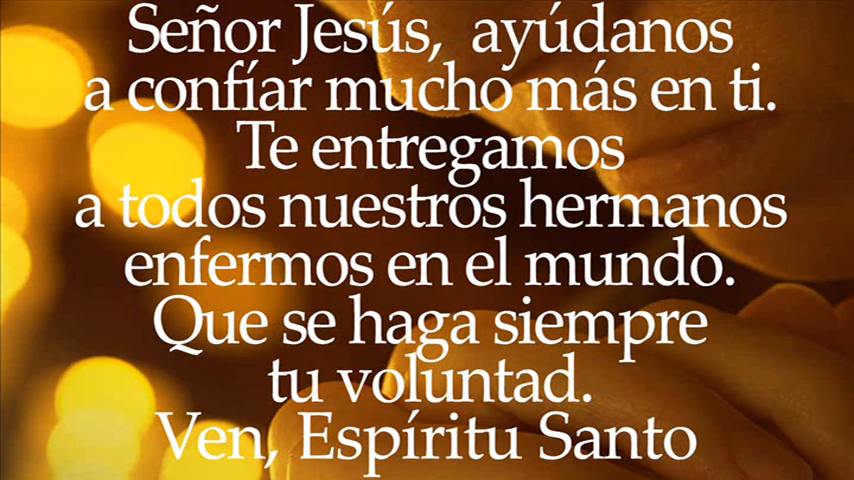 Señor Jesús, ayúdanos
a confíar mucho más en ti.
Te entregamos
a todos nuestros hermanos
enfermos en el mundo.
Que se haga siempre
tu voluntad.
Ven, Espíritu Santo